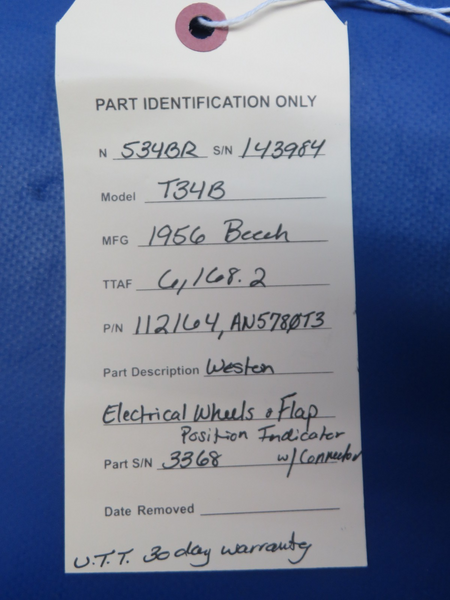 PART IDENTIFICATION ONLY
N 534BR S/N 143984
Model T34B
MFG 1956 Beech
TTAF 6,168.2
P/N 112164, AN5780T3
Part Description Weston
Electrical Wheels & Flap
Position Indicator
Part S/N 3368 w/Connector
Date Removed
U.T.T. 30 day warranty